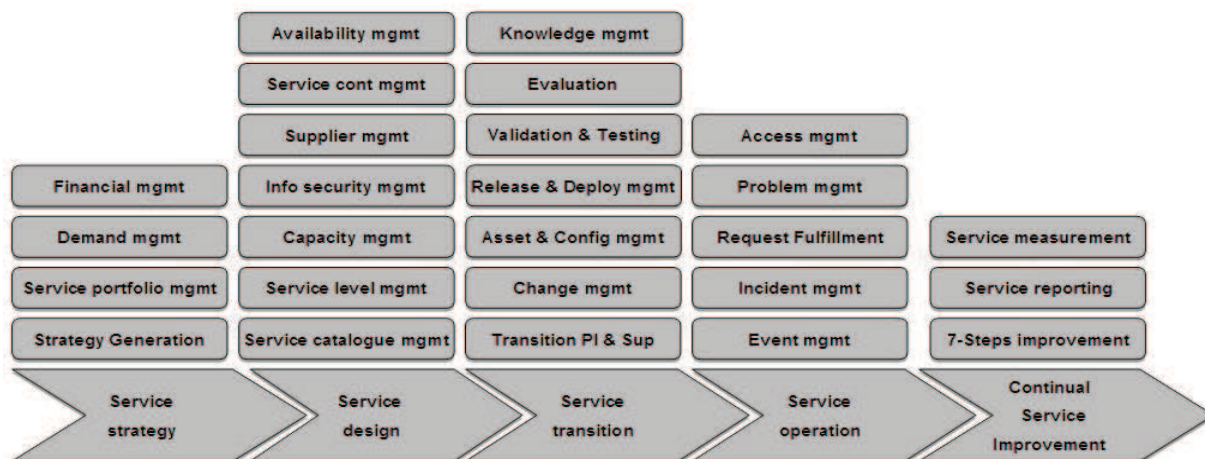 Availability mgmt
Knowledge mgmt
Service cont mgmt
Evaluation
Supplier mgmt
Validation & Testing
Access mgmt
Financial mgmt
Info security mgmt
Release & Deploy mgmt
Problem mgmt
Demand mgmt
Capacity mgmt
Asset & Config mgmt
Request Fulfillment
Service measurement
Service portfolio mgmt
Service level mgmt
Change mgmt
Incident mgmt
Service reporting
Strategy Generation
Service catalogue mgmt
Transition Pl & Sup
Event mgmt
7-Steps improvement
Service
strategy
Service
design
Service
transition
Service
operation
Continual
Service
Improvement